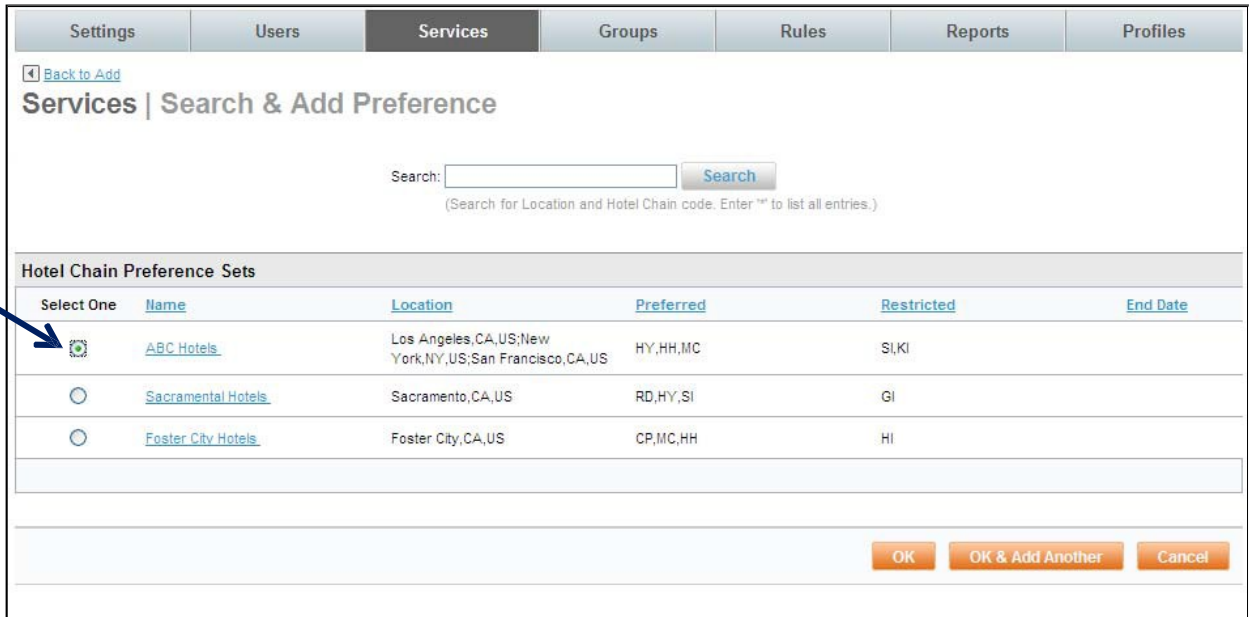 Settings Users Services Groups Rules Reports Profiles
Back to Add
Services | Search & Add Preference
Search: Search
(Search for Location and Hotel Chain code. Enter '*' to list all entries.)
Hotel Chain Preference Sets
Select One Name Location Preferred Restricted End Date
ABC Hotels Los Angeles,CA,US;New York,NY,US;San Francisco,CA,US HY,HH,MC SI,KI
Sacramental Hotels Sacramento,CA,US RD,HY,SI GI
Foster City Hotels Foster City,CA,US CP,MC,HH HI
OK OK & Add Another Cancel